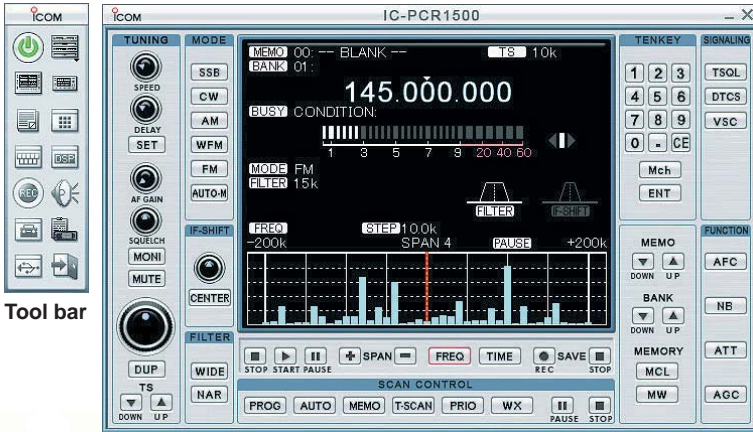 ICOM
REC
DSP
Tool bar
ICOM
IC-PCR1500
TUNING
SPEED
DELAY
SET
AF GAIN
SQUELCH
MONI
MUTE
DUP
TS
DOWN UP
MODE
SSB
CW
AM
WFM
FM
AUTO-M
IF-SHIFT
CENTER
FILTER
WIDE
NAR
MEMO 00: -- BLANK -- TS 10k
BANK 01:
145.000.000
BUSY CONDITION:
1 3 5 7 9 20 40 60
MODE FM
FILTER 15k
FILTER IF-SHIFT
FREQ STEP 10.0k
-200k SPAN 4 PAUSE +200k
STOP START PAUSE
SPAN
FREQ
TIME
SAVE
REC STOP
SCAN CONTROL
PROG AUTO MEMO T-SCAN PRIO WX
PAUSE STOP
TENKEY
1 2 3
4 5 6
7 8 9
0 . CE
Mch
ENT
MEMO
DOWN UP
BANK
DOWN UP
MEMORY
MCL
MW
SIGNALING
TSQL
DTCS
VSC
FUNCTION
AFC
NB
ATT
AGC